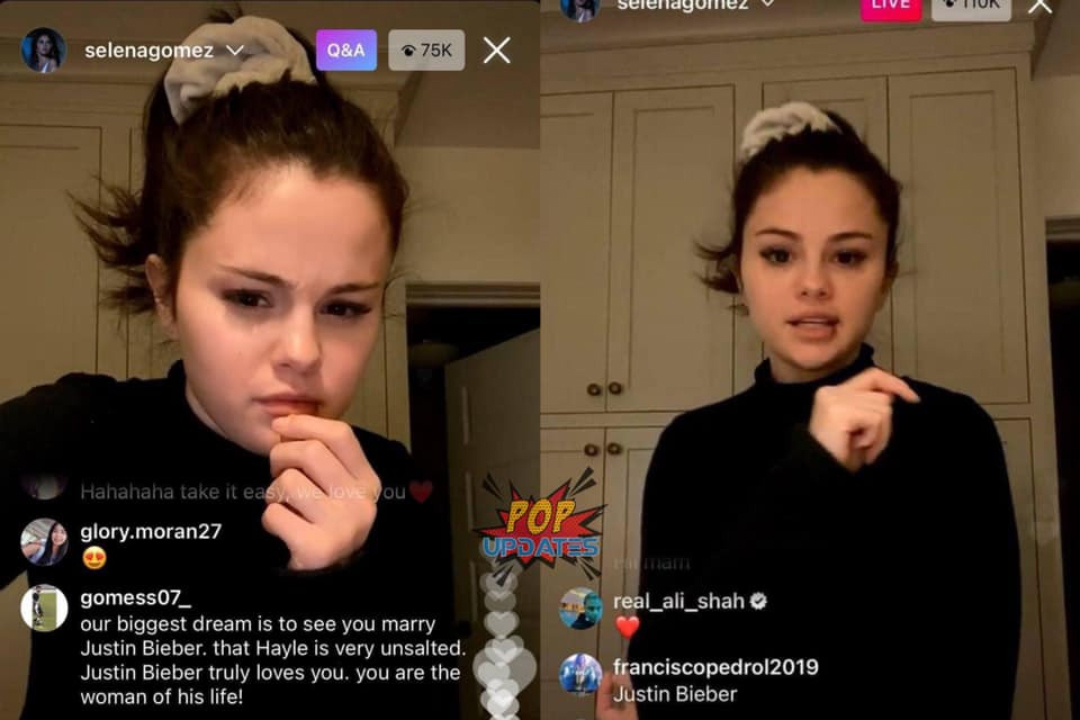 selenagomez
Q&A
75K
Hahahaha take it easy, we love you❤️
glory.moran27
😍
gomess07_
our biggest dream is to see you marry
Justin Bieber. that Hayle is very unsalted.
Justin Bieber truly loves you. you are the
woman of his life!
POP
UPDATES
selenagomez
LIVE
110K
mam
real_ali_shah
❤️
franciscopedrol2019
Justin Bieber